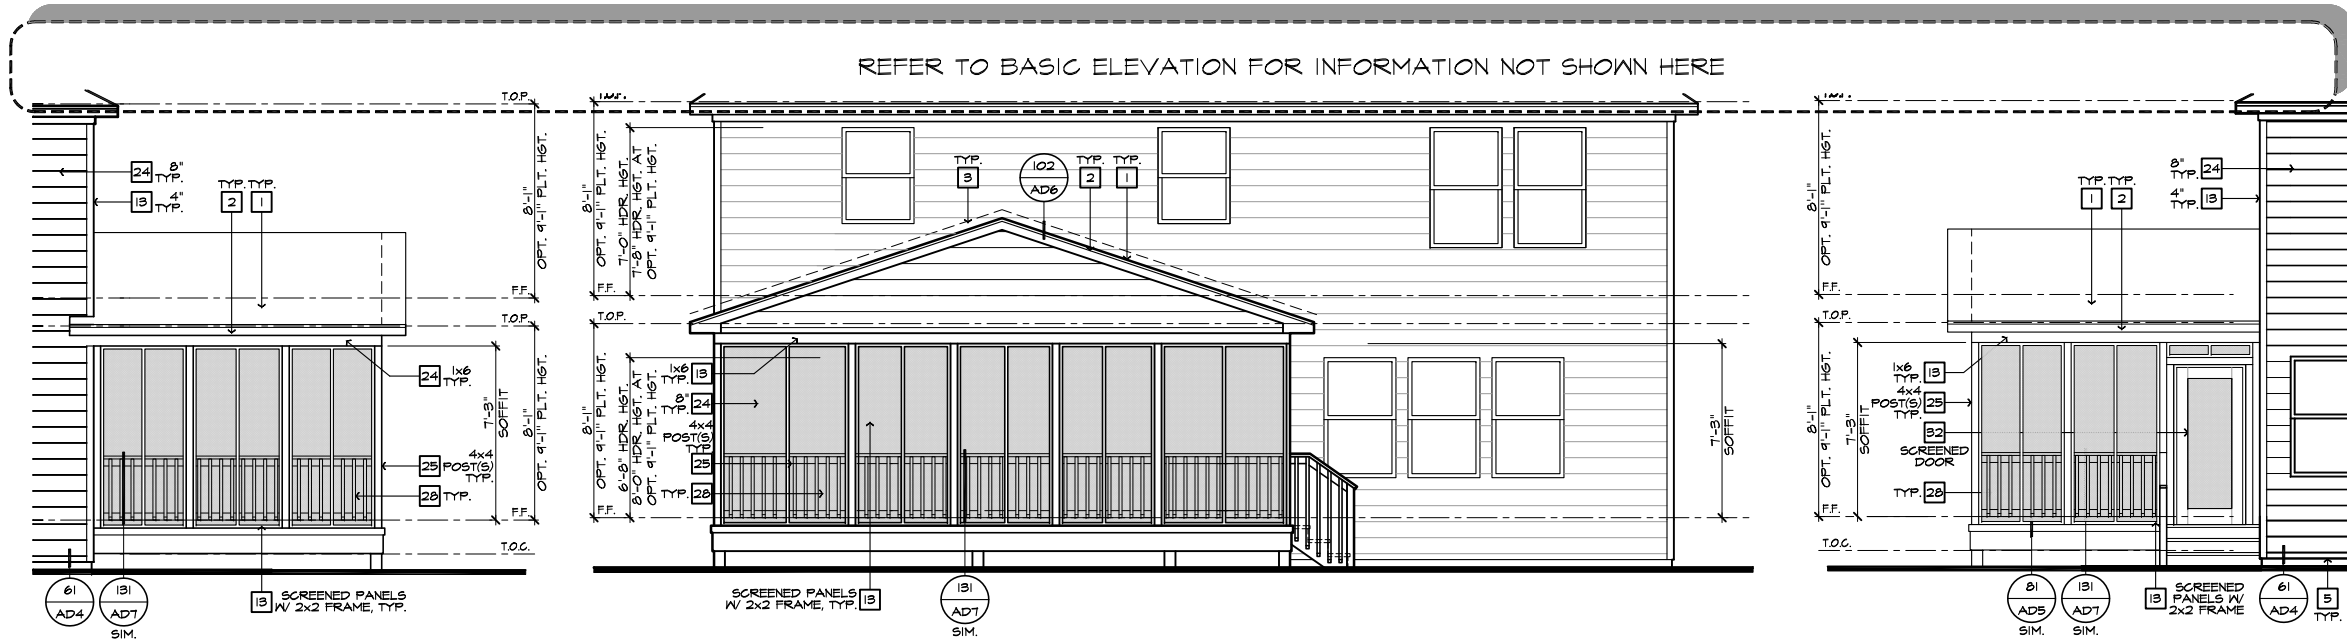 REFER TO BASIC ELEVATION FOR INFORMATION NOT SHOWN HERE
T.O.P.
24
8"
TYP.
13
4"
TYP.
TYP. TYP.
2
1
8'-1"
OPT. 9'-1" PLT. HGT.
F.F.
T.O.P.
24
1x6
TYP.
7'-3"
SOFFIT
8'-1"
OPT. 9'-1" PLT. HGT.
25
4x4
POST(S)
TYP.
28 TYP.
F.F.
T.O.C.
61
AD4
131
AD7
SIM.
13
SCREENED PANELS
W/ 2x2 FRAME, TYP.
T.O.P.
8'-1"
OPT. 9'-1" PLT. HGT.
7'-0" HDR. HGT.
7'-8" HDR. HGT. AT
OPT. 9'-1" PLT. HGT.
TYP.
3
102
AD6
TYP.
2
TYP.
1
F.F.
T.O.P.
8'-1"
OPT. 9'-1" PLT. HGT.
6'-8" HDR. HGT.
8'-0" HDR. HGT. AT
OPT. 9'-1" PLT. HGT.
1x6
TYP.
13
8"
TYP.
24
4x4
POST(S)
TYP.
25
TYP. 28
F.F.
7'-3"
SOFFIT
SCREENED PANELS
W/ 2x2 FRAME, TYP.
13
131
AD7
SIM.
T.O.P.
8'-1"
OPT. 9'-1" PLT. HGT.
TYP. TYP.
1
2
8"
TYP.
24
4"
TYP.
13
F.F.
T.O.P.
8'-1"
OPT. 9'-1" PLT. HGT.
7'-3"
SOFFIT
1x6
TYP.
13
4x4
POST(S)
TYP.
25
32
SCREENED
DOOR
TYP. 28
F.F.
T.O.C.
81
AD5
SIM.
131
AD7
SIM.
13
SCREENED
PANELS W/
2x2 FRAME
61
AD4
5
TYP.